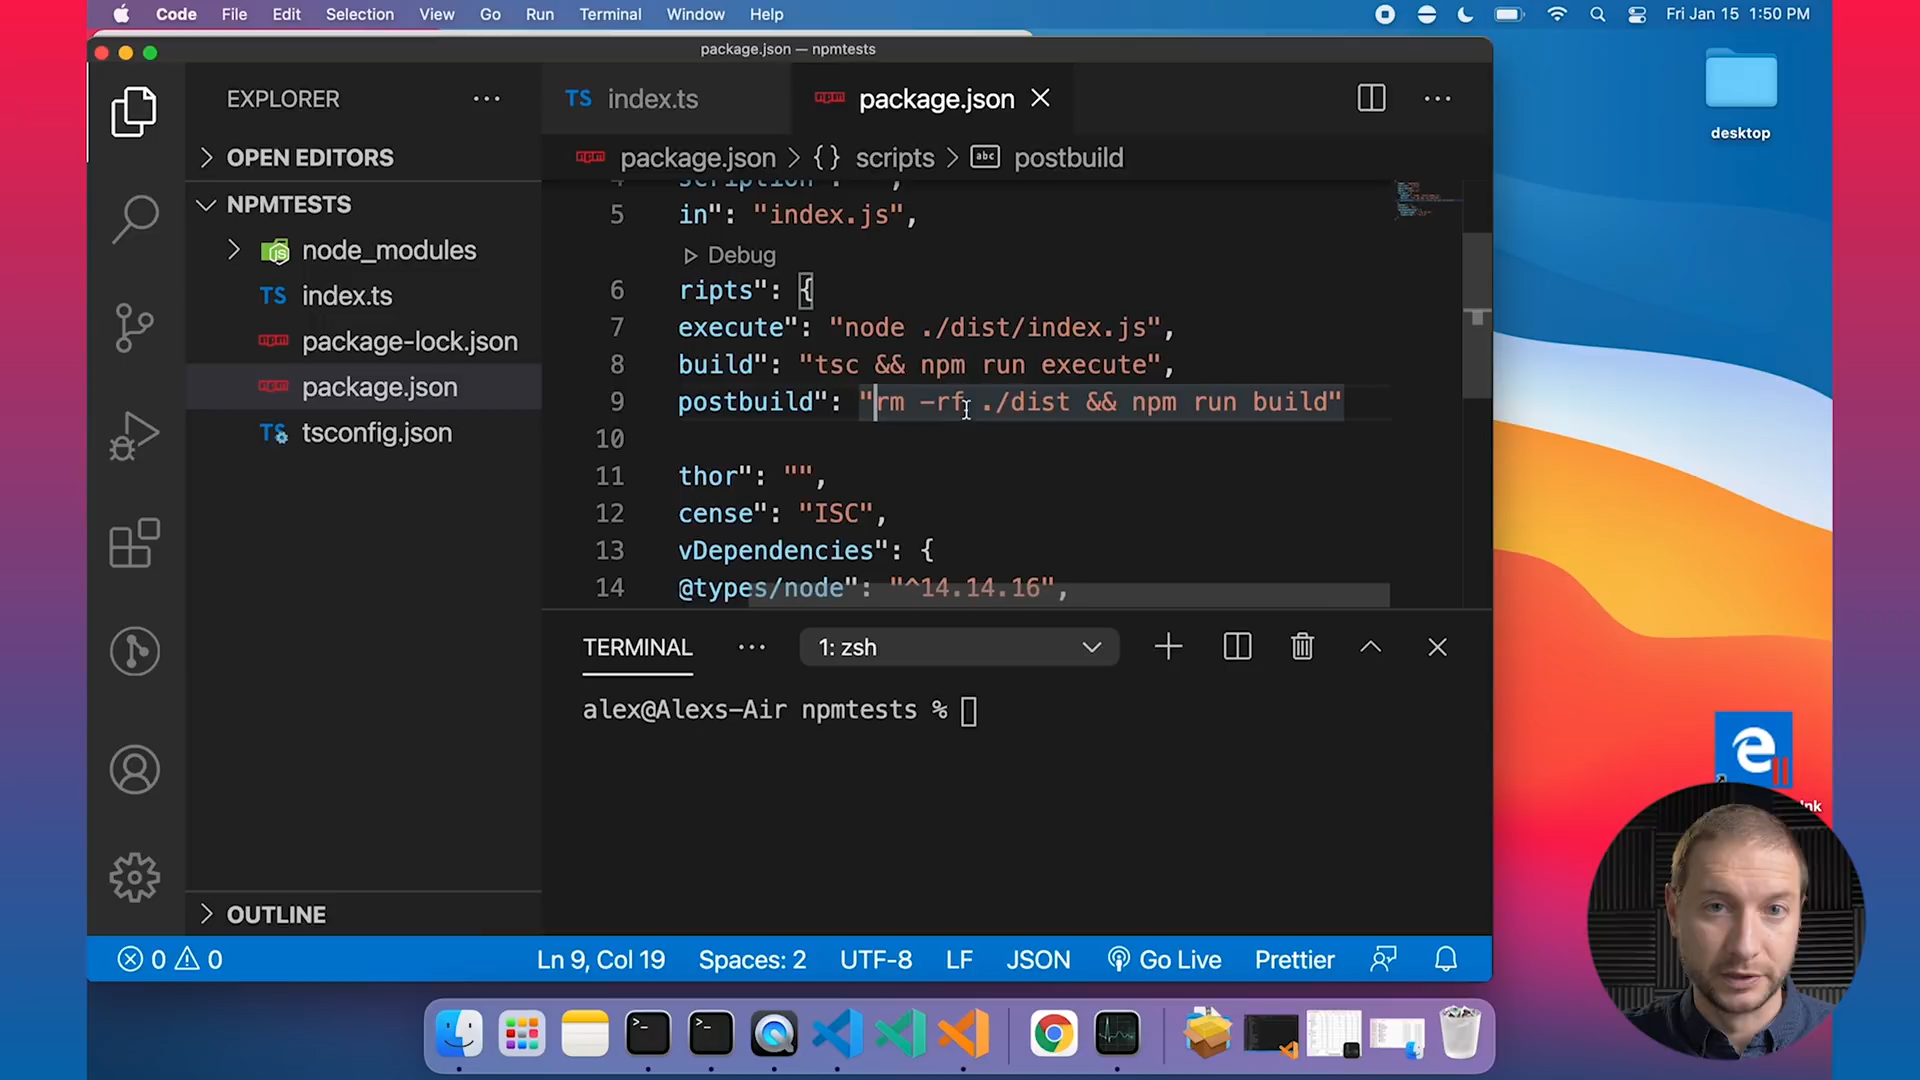 Code File Edit Selection View Go Run Terminal Window Help
Fri Jan 15 1:50 PM
package.json — npmtests
EXPLORER
TS index.ts
npm package.json
OPEN EDITORS
npm package.json > {} scripts > abc postbuild
NPMTESTS
node_modules
TS index.ts
package-lock.json
package.json
TS tsconfig.json
scription": "",
5 in": "index.js",
Debug
6 ripts": {
7 execute": "node ./dist/index.js",
8 build": "tsc && npm run execute",
9 postbuild": "rm -rf ./dist && npm run build"
10
11 thor": "",
12 cense": "ISC",
13 vDependencies": {
14 @types/node": "^14.14.16",
TERMINAL
1: zsh
alex@Alexs-Air npmtests %
OUTLINE
0 0
Ln 9, Col 19 Spaces: 2 UTF-8 LF JSON Go Live Prettier
desktop